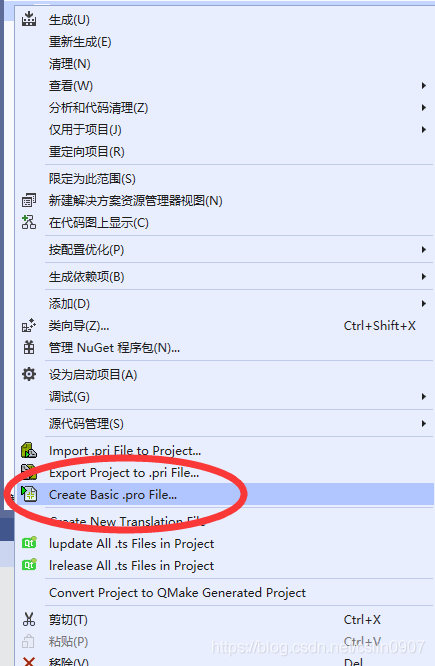 生成(U)
重新生成(E)
清理(N)
查看(W)
分析和代码清理(Z)
仅用于项目(J)
重定向项目(R)
限定为此范围(S)
新建解决方案资源管理器视图(N)
在代码图上显示(C)
按配置优化(P)
生成依赖项(B)
添加(D)
类向导(Z)... Ctrl+Shift+X
管理 NuGet 程序包(N)...
设为启动项目(A)
调试(G)
源代码管理(S)
Import .pri File to Project...
Export Project to .pri File...
Create Basic .pro File...
Create New Translation File
lupdate All .ts Files in Project
lrelease All .ts Files in Project
Convert Project to QMake Generated Project
剪切(T) Ctrl+X
粘贴(P) Ctrl+V
https://blog.csdn.net/cslin0907
移除(V) Del